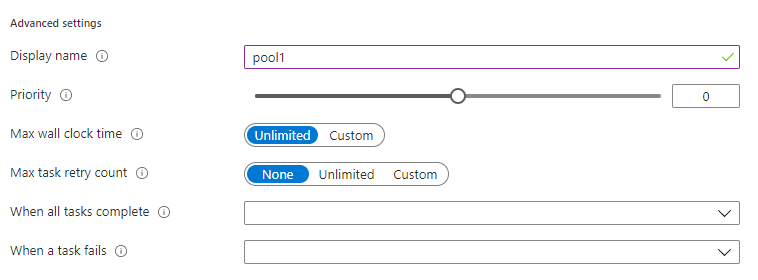 Advanced settings
Display name
pool1
Priority
0
Max wall clock time
Unlimited Custom
Max task retry count
None Unlimited Custom
When all tasks complete
When a task fails